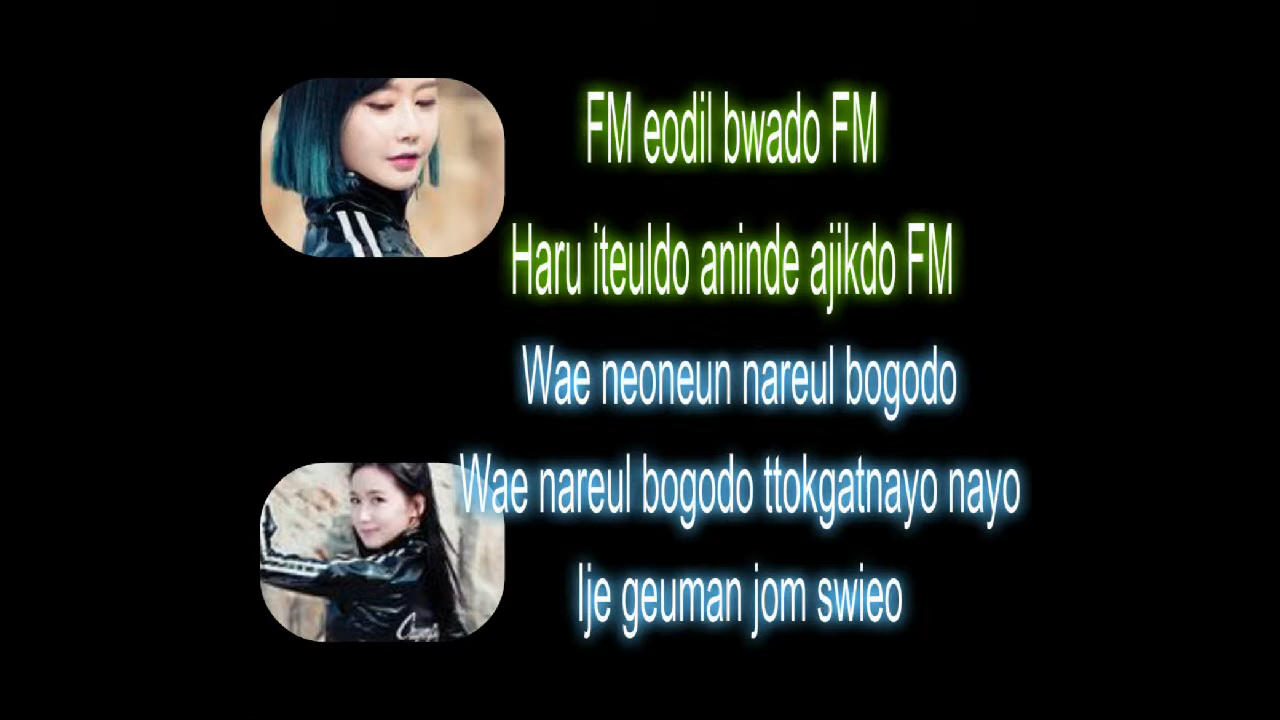 FM eodil bwado FM
Haru iteuldo aninde ajikdo FM
Wae neoneun nareul bogodo
Wae nareul bogodo ttokgatnayo nayo
Ije geuman jom swieo